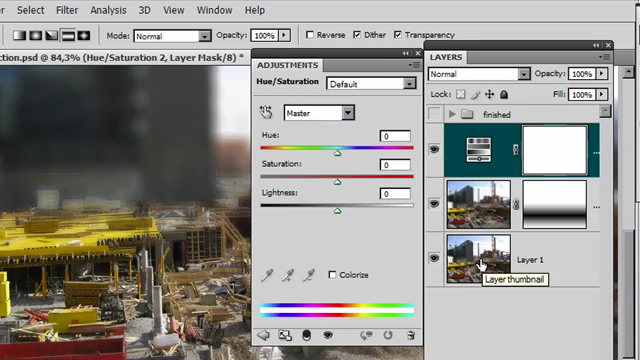 Select Filter Analysis 3D View Window Help
Mode: Normal Opacity: 100% Reverse Dither Transparency
ction.psd @ 84,3% (Hue/Saturation 2, Layer Mask/8) *
ADJUSTMENTS
Hue/Saturation Default
Master
Hue: 0
Saturation: 0
Lightness: 0
Colorize
LAYERS
Normal Opacity: 100%
Lock: Fill: 100%
finished
...
...
Layer 1
Layer thumbnail